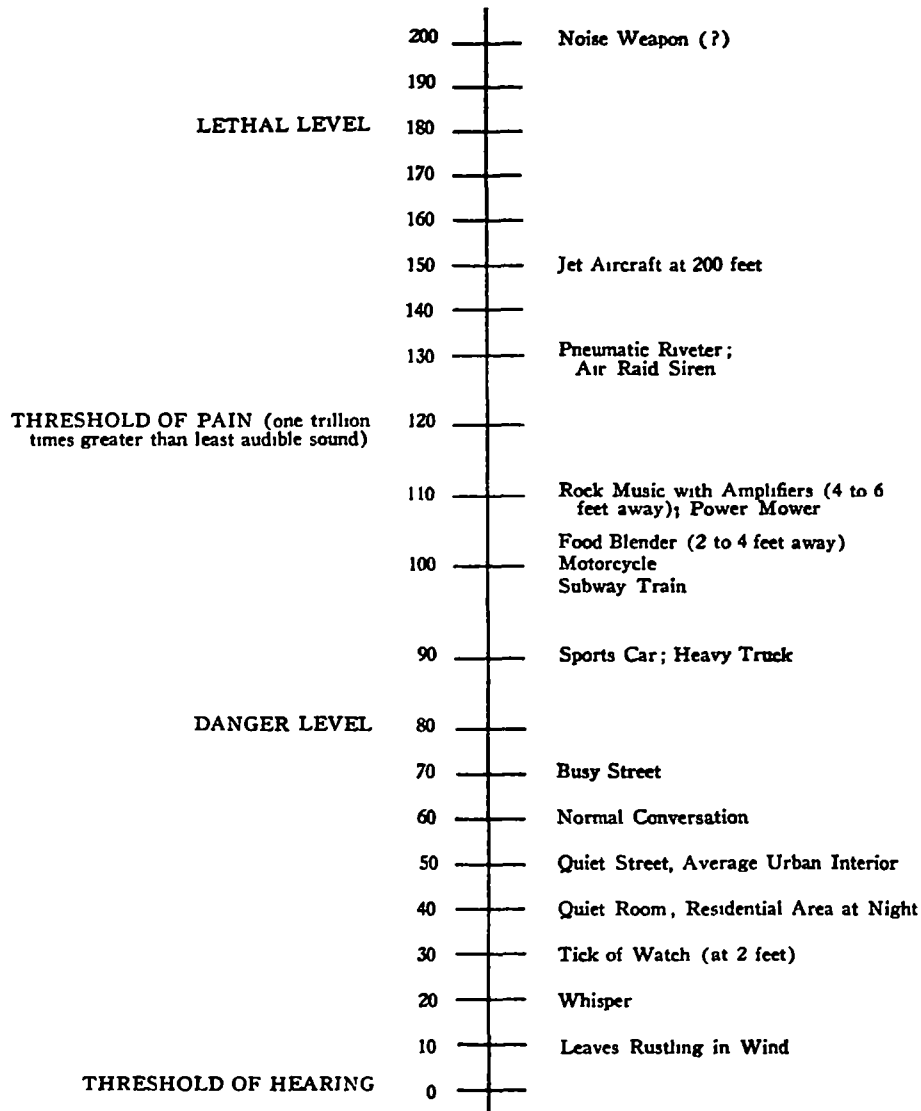 200 Noise Weapon (?)
190
LETHAL LEVEL 180
170
160
150 Jet Aircraft at 200 feet
140
130 Pneumatic Riveter;
Air Raid Siren
THRESHOLD OF PAIN (one trillion
times greater than least audible sound)
120
110 Rock Music with Amplifiers (4 to 6
feet away); Power Mower
Food Blender (2 to 4 feet away)
100 Motorcycle
Subway Train
90 Sports Car; Heavy Truck
DANGER LEVEL 80
70 Busy Street
60 Normal Conversation
50 Quiet Street, Average Urban Interior
40 Quiet Room, Residential Area at Night
30 Tick of Watch (at 2 feet)
20 Whisper
10 Leaves Rustling in Wind
THRESHOLD OF HEARING 0